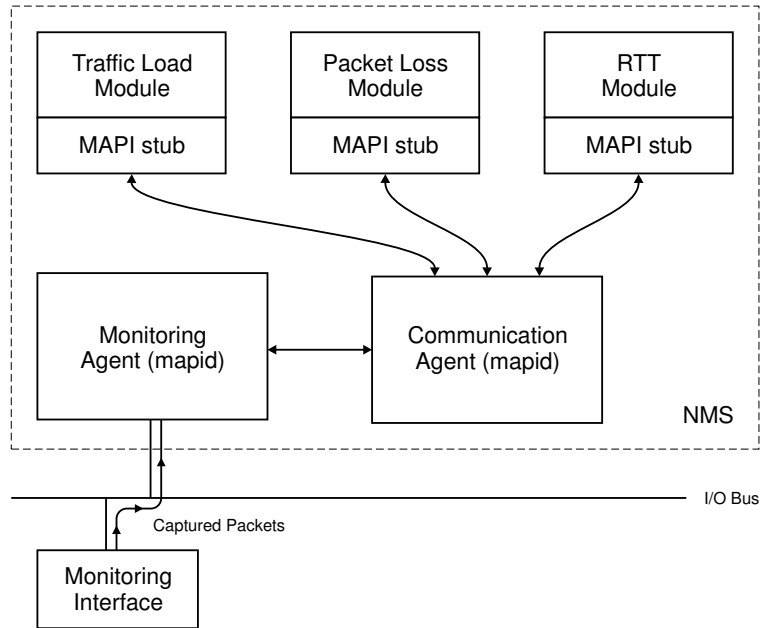 Traffic Load
Module
MAPI stub
Packet Loss
Module
MAPI stub
RTT
Module
MAPI stub
Monitoring
Agent (mapid)
Communication
Agent (mapid)
NMS
I/O Bus
Captured Packets
Monitoring
Interface